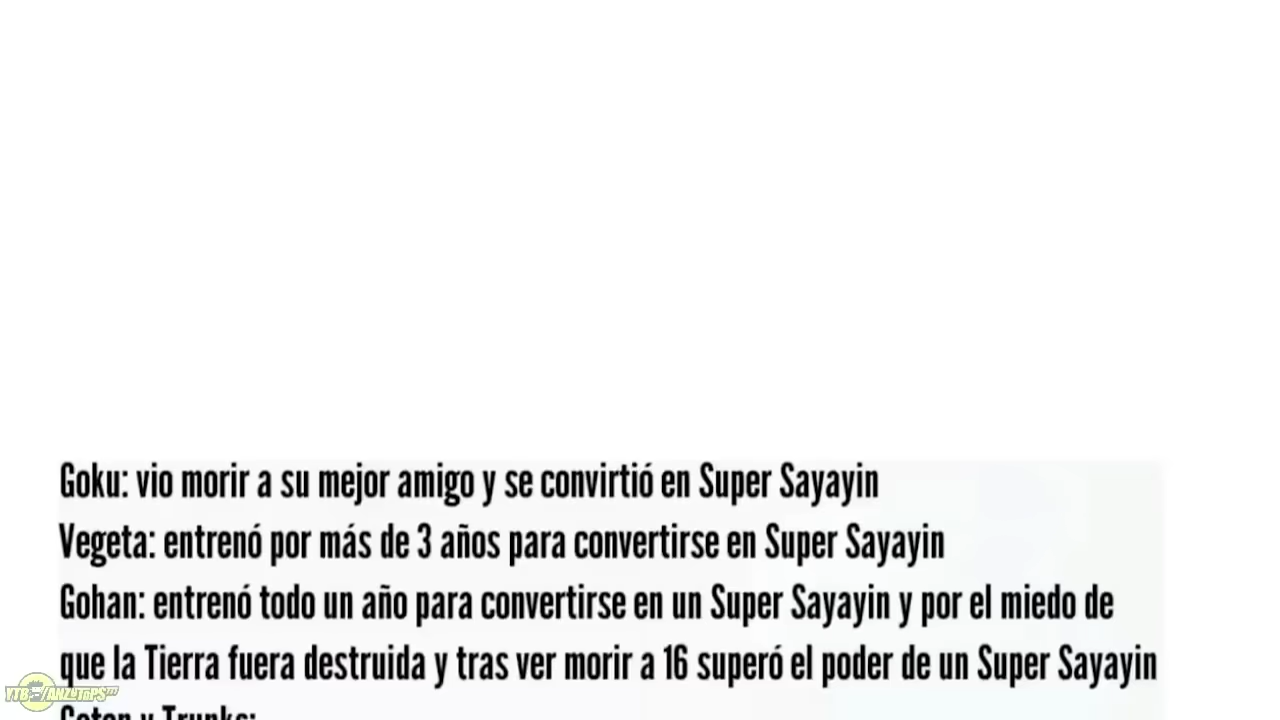 Goku: vio morir a su mejor amigo y se convirtió en Super Sayayin
Vegeta: entrenó por más de 3 años para convertirse en Super Sayayin
Gohan: entrenó todo un año para convertirse en un Super Sayayin y por el miedo de
que la Tierra fuera destruida y tras ver morir a 16 superó el poder de un Super Sayayin
Goten y Trunks: